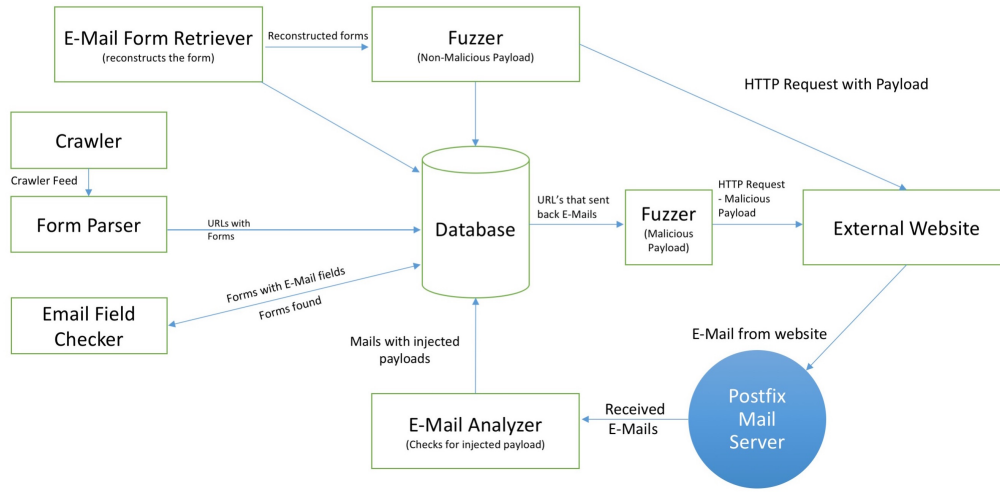 E-Mail Form Retriever
(reconstructs the form)
Reconstructed forms
Fuzzer
(Non-Malicious Payload)
HTTP Request with Payload
Crawler
Crawler Feed
Form Parser
URLs with
Forms
Database
URL's that sent
back E-Mails
Fuzzer
(Malicious
Payload)
HTTP Request
- Malicious
Payload
External Website
Email Field
Checker
Forms with E-Mail fields
Forms found
Mails with injected
payloads
E-Mail from website
E-Mail Analyzer
(Checks for injected payload)
Received
E-Mails
Postfix
Mail
Server